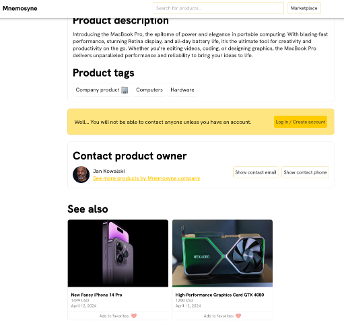 Mnemosyne
Search for products...
Marketplace
Product description
Introducing the MacBook Pro, the epitome of power and elegance in portable computing. With blazing-fast
performance, stunning Retina display, and all-day battery life, it's the ultimate tool for creativity and
productivity on the go. Whether you're editing videos, coding, or designing graphics, the MacBook Pro
delivers unparalleled performance and reliability to bring your ideas to life.
Product tags
Company product
Computers
Hardware
Well... You will not be able to contact anyone unless you have an account.
Log in / Create account
Contact product owner
Jan Kowalski
See more products by Mnemosyne company
Show contact email
Show contact phone
See also
New Fancy iPhone 14 Pro
1099 USD
April 12, 2024
Add to favorites
High Performance Graphics Card GTX 4080
April 12, 2024
Add to favorites